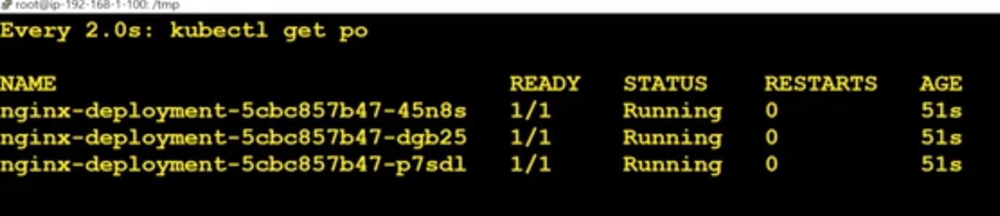 root@ip-192-168-1-100: /tmp
Every 2.0s: kubectl get po
NAME READY STATUS RESTARTS AGE
nginx-deployment-5cbc857b47-45n8s 1/1 Running 0 51s
nginx-deployment-5cbc857b47-dgb25 1/1 Running 0 51s
nginx-deployment-5cbc857b47-p7sdl 1/1 Running 0 51s